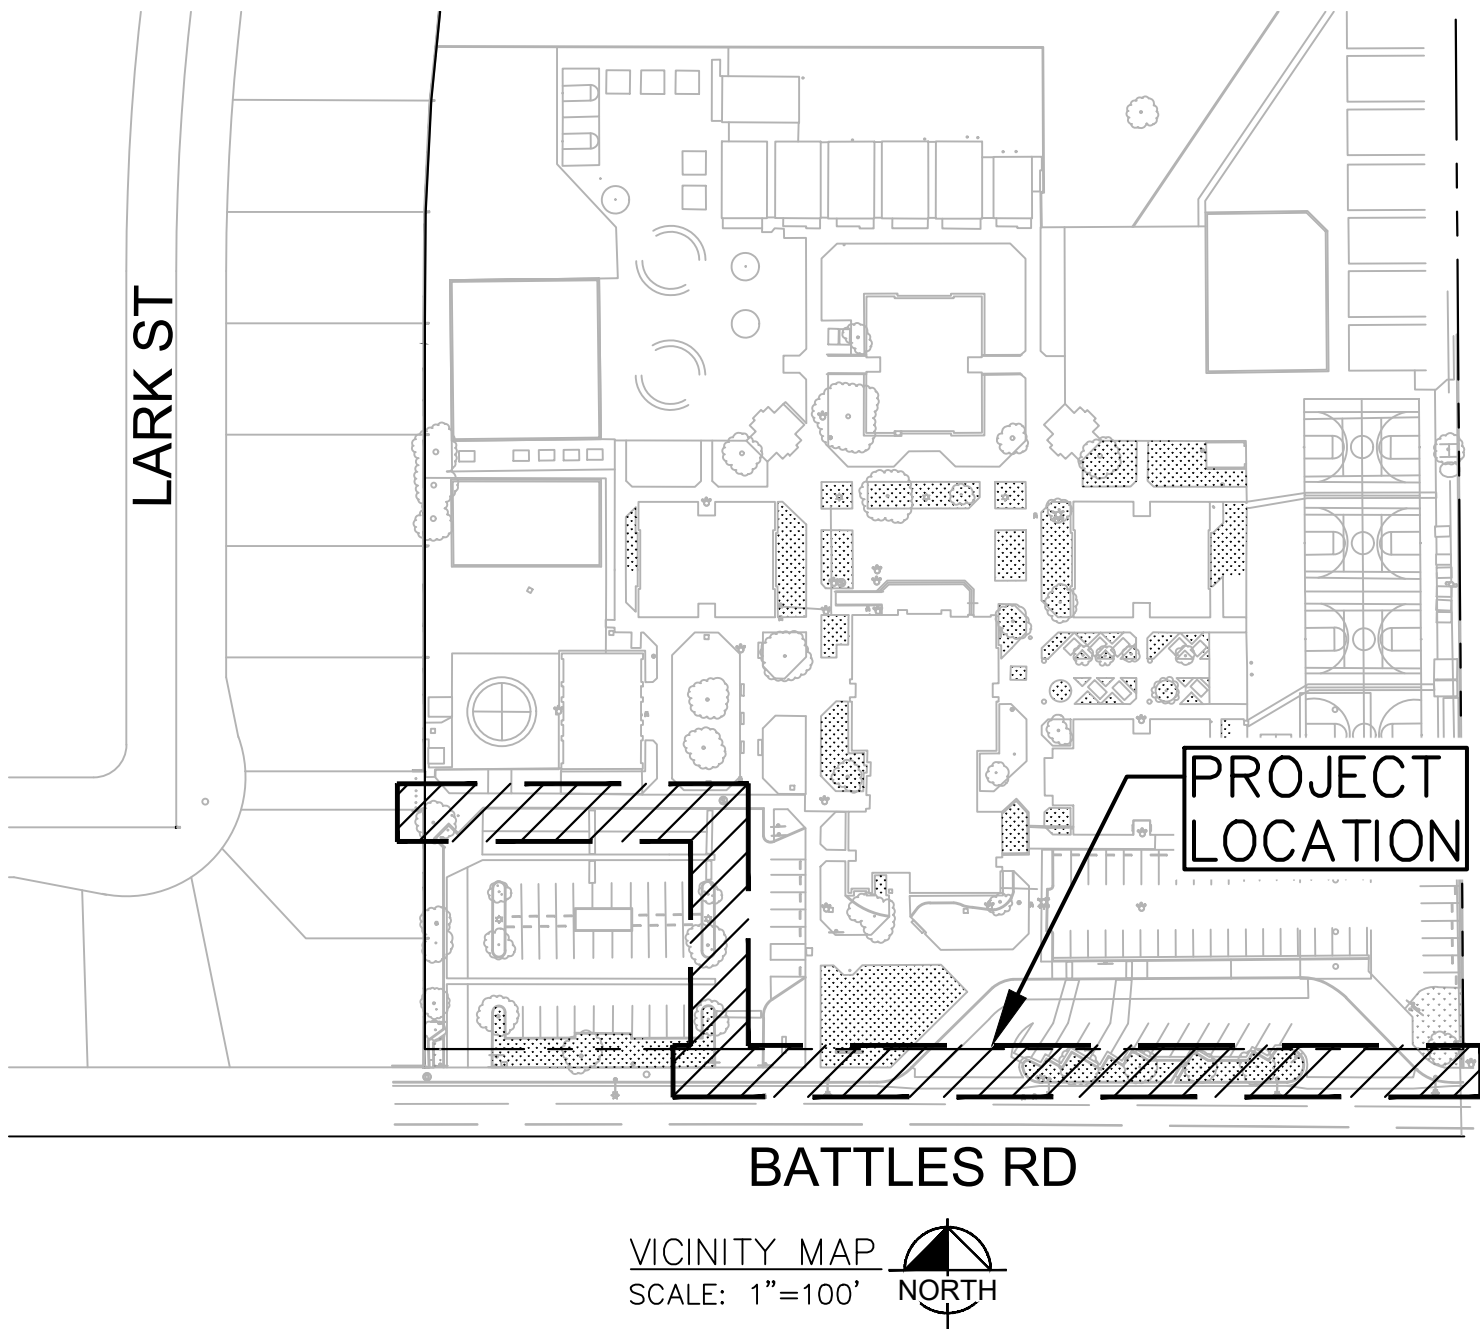 LARK ST
PROJECT
LOCATION
BATTLES RD
VICINITY MAP
SCALE: 1"=100'
NORTH